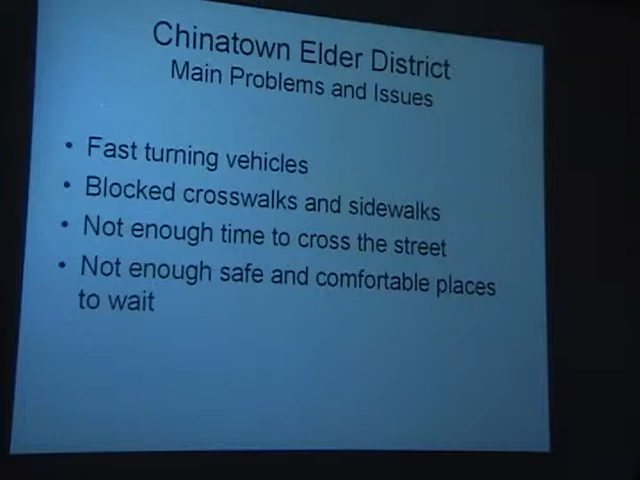 Chinatown Elder District
Main Problems and Issues
• Fast turning vehicles
• Blocked crosswalks and sidewalks
• Not enough time to cross the street
• Not enough safe and comfortable places
to wait